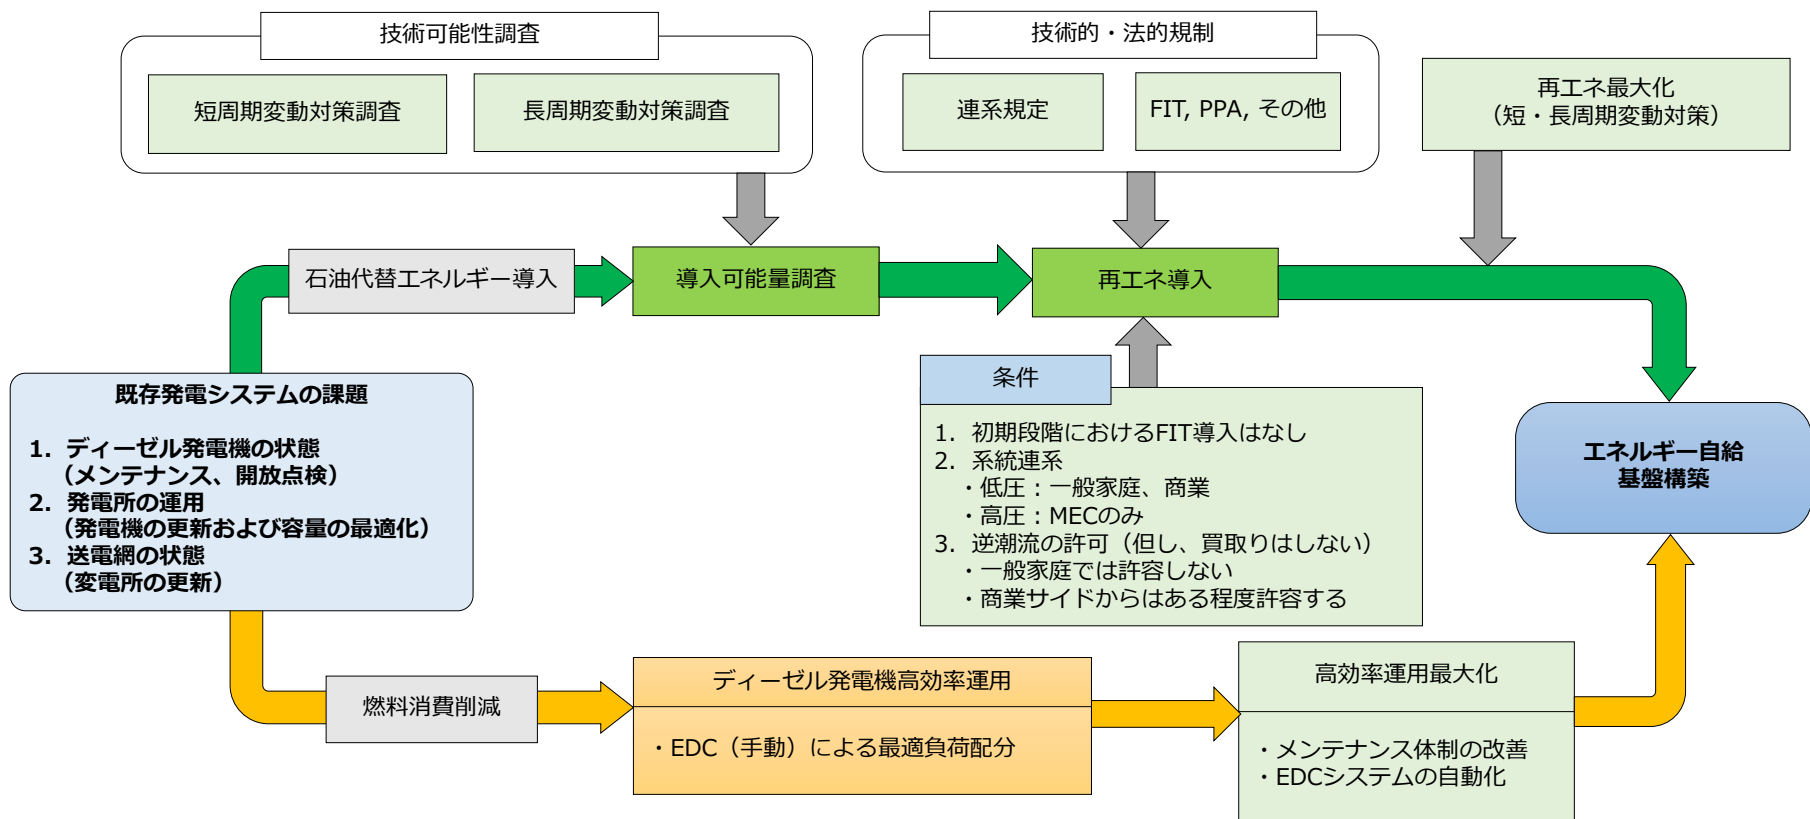 技術可能性調査
短周期変動対策調査
長周期変動対策調査
技術的・法的規制
連系規定
FIT, PPA, その他
再エネ最大化
（短・長周期変動対策）
石油代替エネルギー導入
導入可能量調査
再エネ導入
既存発電システムの課題
1. ディーゼル発電機の状態
（メンテナンス、開放点検）
2. 発電所の運用
（発電機の更新および容量の最適化）
3. 送電網の状態
（変電所の更新）
条件
1. 初期段階におけるFIT導入はなし
2. 系統連系
・低圧：一般家庭、商業
・高圧：MECのみ
3. 逆潮流の許可（但し、買取りはしない）
・一般家庭では許容しない
・商業サイドからはある程度許容する
エネルギー自給
基盤構築
燃料消費削減
ディーゼル発電機高効率運用
・EDC（手動）による最適負荷配分
高効率運用最大化
・メンテナンス体制の改善
・EDCシステムの自動化